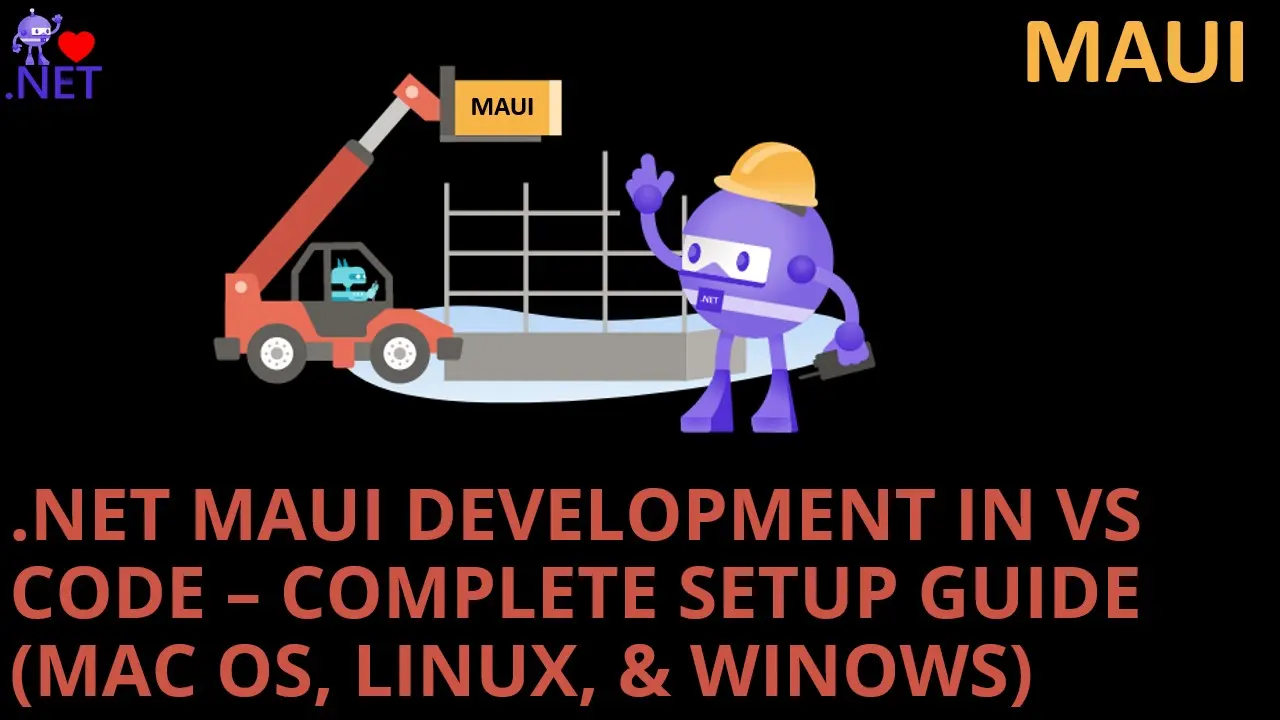 .NET
MAUI
MAUI
.NET
.NET MAUI DEVELOPMENT IN VS
CODE – COMPLETE SETUP GUIDE
(MAC OS, LINUX, & WINOWS)